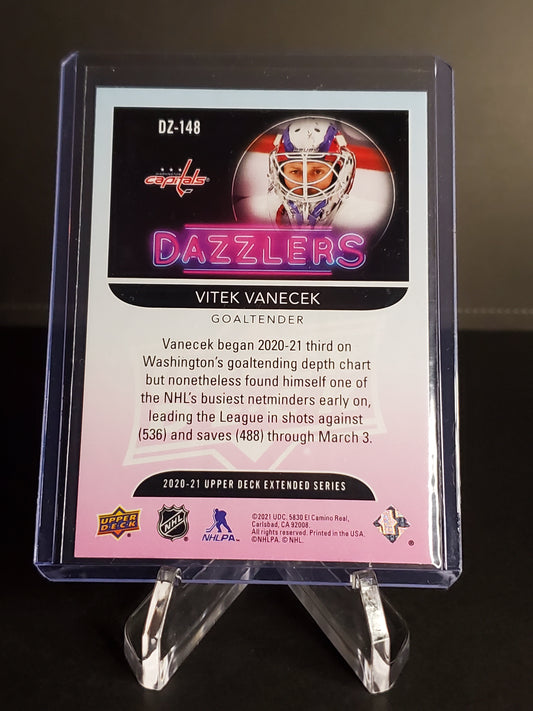 DZ-148
capitals
DAZZLERS
VITEK VANECEK
GOALTENDER
Vanecek began 2020-21 third on
Washington's goaltending depth chart
but nonetheless found himself one of
the NHL's busiest netminders early on,
leading the League in shots against
(536) and saves (488) through March 3.
2020-21 UPPER DECK EXTENDED SERIES
UPPER DECK
NHL
NHLPA™
©2021 UDC. 5830 El Camino Real,
Carlsbad, CA 92008.
All rights reserved. Printed in the USA.
©NHLPA. © NHL.
®